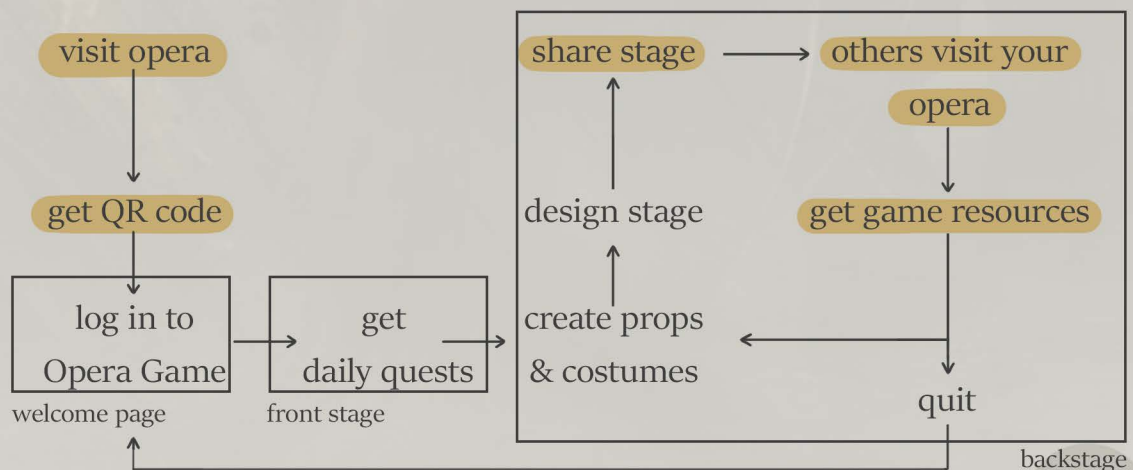 visit opera
get QR code
log in to
Opera Game
welcome page
get
daily quests
front stage
share stage
others visit your
opera
design stage
get game resources
create props
& costumes
quit
backstage